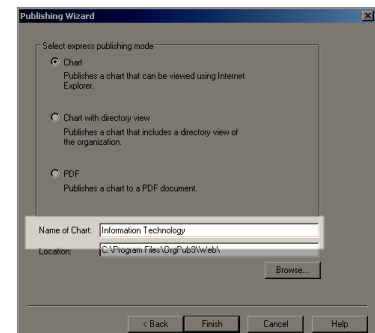 Publishing Wizard
Select express publishing mode
Chart
Publishes a chart that can be viewed using Internet
Explorer.
Chart with directory view
Publishes a chart that includes a directory view of
the organization.
PDF
Publishes a chart to a PDF document.
Name of Chart: Information Technology
Location: C:\Program Files\OrgPub9\Web\
Browse...
< Back Finish Cancel Help